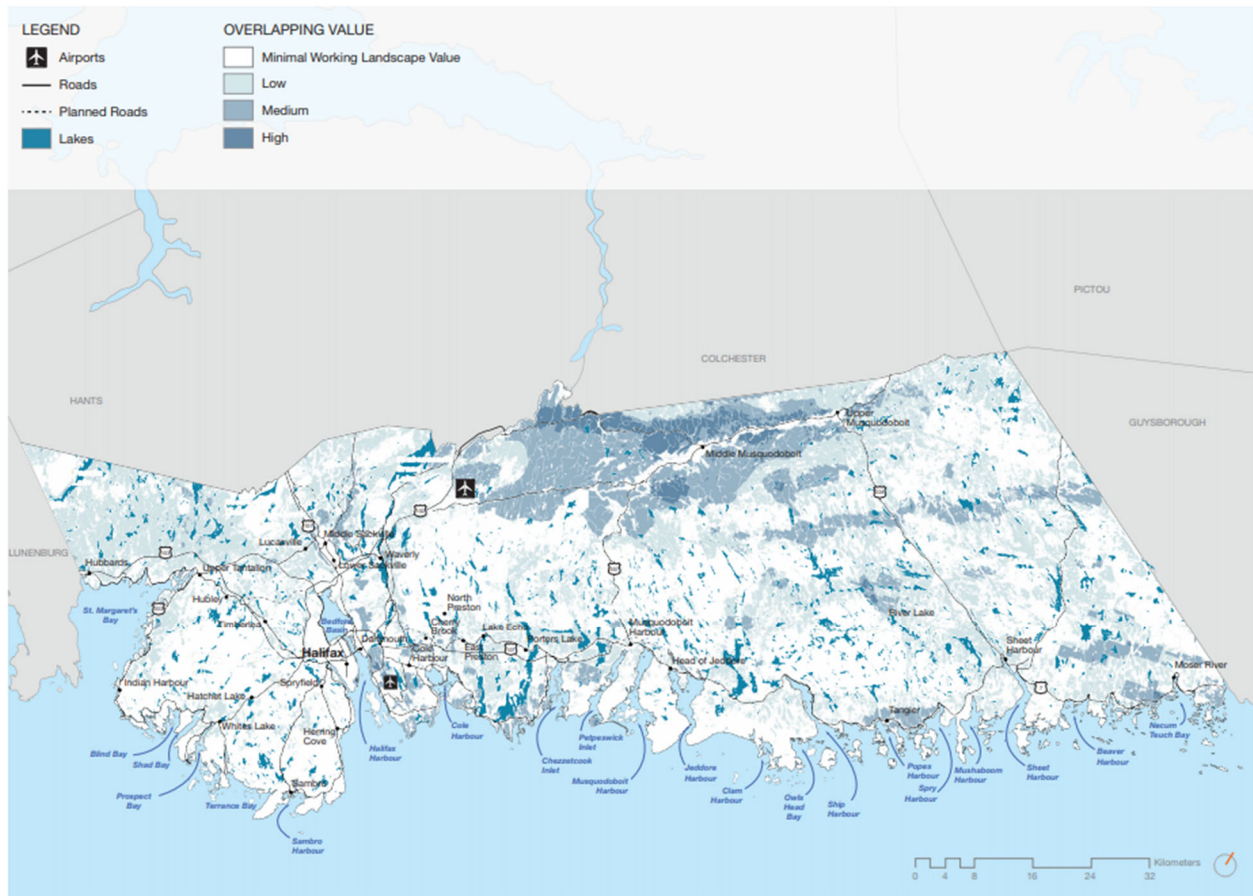 LEGEND
Airports
Roads
Planned Roads
Lakes
OVERLAPPING VALUE
Minimal Working Landscape Value
Low
Medium
High
PICTOU
COLCHESTER
HANTS
GUYSBOROUGH
LUNENBURG
Upper
Musquodoboit
Middle Musquodoboit
Middle Sackville
Lucasville
Waverly
Lower Sackville
Hubbards
Upper Tantallon
Hubley
Timberlea
St. Margaret's
Bay
Bedford
Basin
North
Preston
Cherry
Brook
Lake Echo
East
Preston
Porters Lake
Dartmouth
Cole
Harbour
Halifax
Musquodoboit
Harbour
Head of Jeddore
River Lake
Sheet
Harbour
Moser River
Indian Harbour
Hatchet Lake
Spryfield
Whites Lake
Herring
Cove
Sambro
Tangier
Blind Bay
Shad Bay
Prospect
Bay
Terrance Bay
Sambro
Harbour
Halifax
Harbour
Cole
Harbour
Chezzetcook
Inlet
Petpeswick
Inlet
Musquodoboit
Harbour
Jeddore
Harbour
Clam
Harbour
Owls
Head
Bay
Ship
Harbour
Popes
Harbour
Spry
Harbour
Mushaboom
Harbour
Sheet
Harbour
Beaver
Harbour
Necum
Teuch Bay
Kilometers
0 4 8 16 24 32